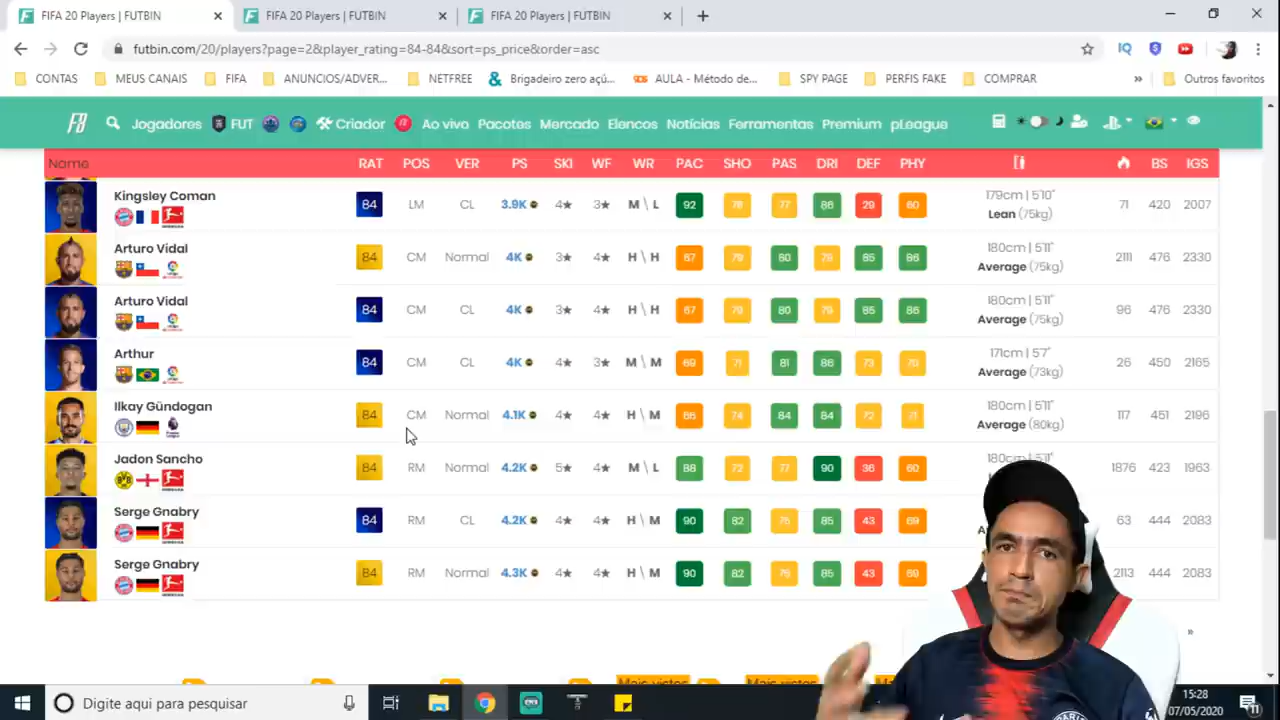 FIFA 20 Players | FUTBIN × FIFA 20 Players | FUTBIN × FIFA 20 Players | FUTBIN × +
futbin.com/20/players?page=2&player_rating=84-84&sort=ps_price&order=asc
CONTAS MEUS CANAIS FIFA ANUNCIOS/ADVER... NETFREE Brigadeiro zero açú... AULA - Método de... SPY PAGE PERFIS FAKE COMPRAR » Outros favoritos
Jogadores FUT Criador Ao vivo Pacotes Mercado Elencos Notícias Ferramentas Premium pLeague
Name RAT POS VER PS SKI WF WR PAC SHO PAS DRI DEF PHY BS IGS
Kingsley Coman 84 LM CL 3.9K 4★ 3★ M \ L 92 76 77 86 29 60 179cm | 5'10" Lean (75kg) 71 420 2007
Arturo Vidal 84 CM Normal 4K 3★ 4★ H \ H 67 79 80 79 85 86 180cm | 5'11" Average (75kg) 2111 476 2330
Arturo Vidal 84 CM CL 4K 3★ 4★ H \ H 67 79 80 79 85 86 180cm | 5'11" Average (75kg) 96 476 2330
Arthur 84 CM CL 4K 4★ 3★ M \ M 69 71 81 86 73 70 171cm | 5'7" Average (73kg) 26 450 2165
Ilkay Gündogan 84 CM Normal 4.1K 4★ 4★ H \ M 65 74 84 84 72 71 180cm | 5'11" Average (80kg) 117 451 2196
Jadon Sancho 84 RM Normal 4.2K 5★ 4★ M \ L 88 72 77 90 36 60 180cm | 5'11" 1876 423 1963
Serge Gnabry 84 RM CL 4.2K 4★ 4★ H \ M 90 82 75 85 43 69 63 444 2083
Serge Gnabry 84 RM Normal 4.3K 4★ 4★ H \ M 90 82 75 85 43 69 2113 444 2083
»
Mais vistos Mais vistos
Digite aqui para pesquisar
15:28
07/05/2020
11